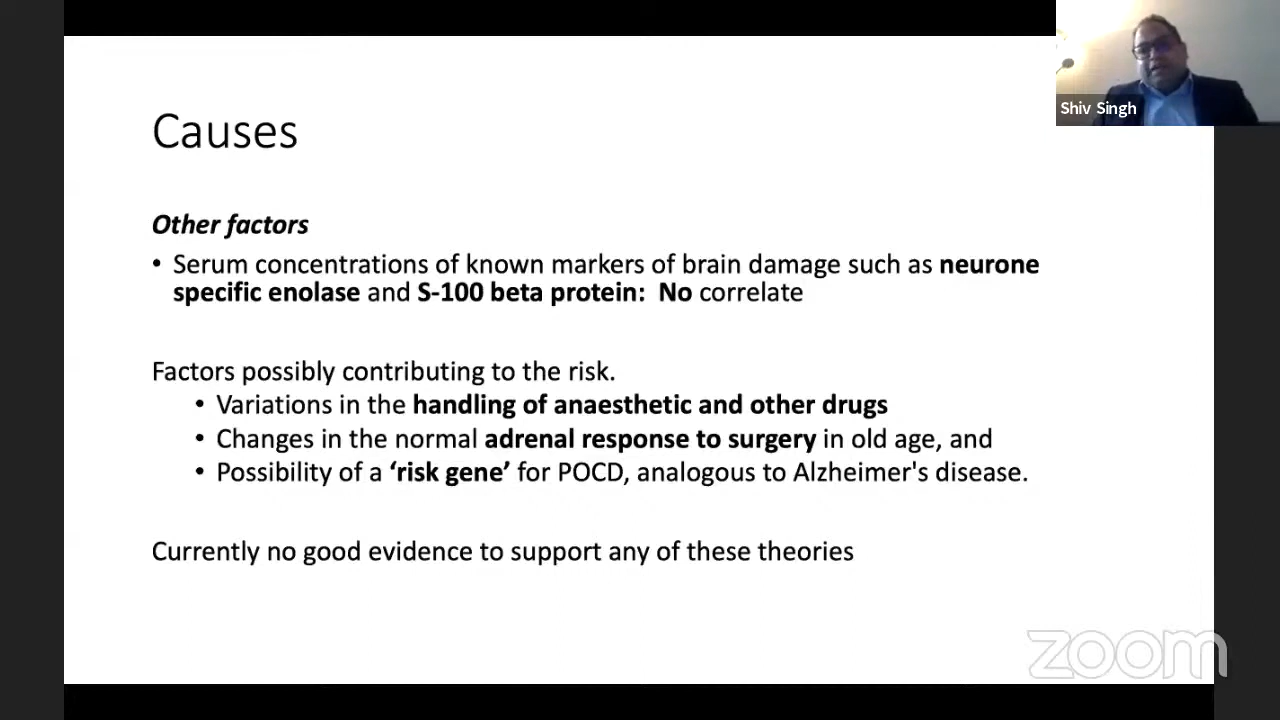 Shiv Singh
Causes
Other factors
• Serum concentrations of known markers of brain damage such as neurone
specific enolase and S-100 beta protein:  No correlate
Factors possibly contributing to the risk.
• Variations in the handling of anaesthetic and other drugs
• Changes in the normal adrenal response to surgery in old age, and
• Possibility of a ‘risk gene’ for POCD, analogous to Alzheimer's disease.
Currently no good evidence to support any of these theories
zoom